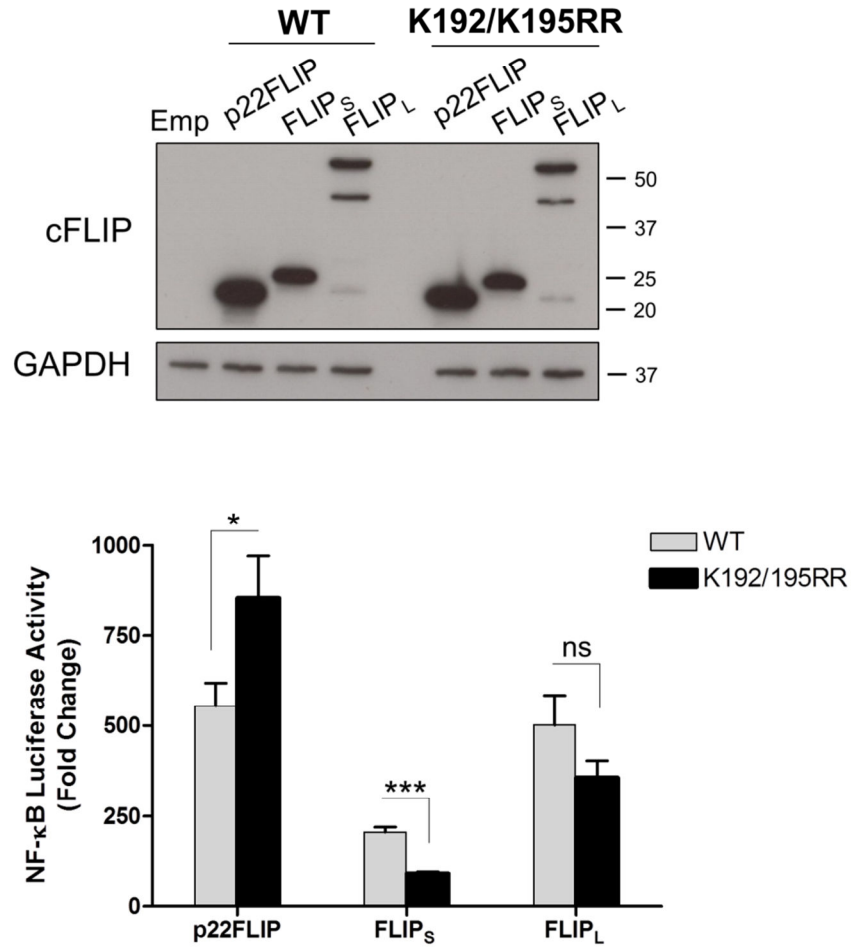 WT K192/K195RR
Emp p22FLIP FLIPS FLIPL p22FLIP FLIPS FLIPL
cFLIP
50
37
25
20
GAPDH
37
NF-κB Luciferase Activity
(Fold Change)
1000
750
500
250
0
*
***
ns
WT
K192/195RR
p22FLIP FLIPS FLIPL